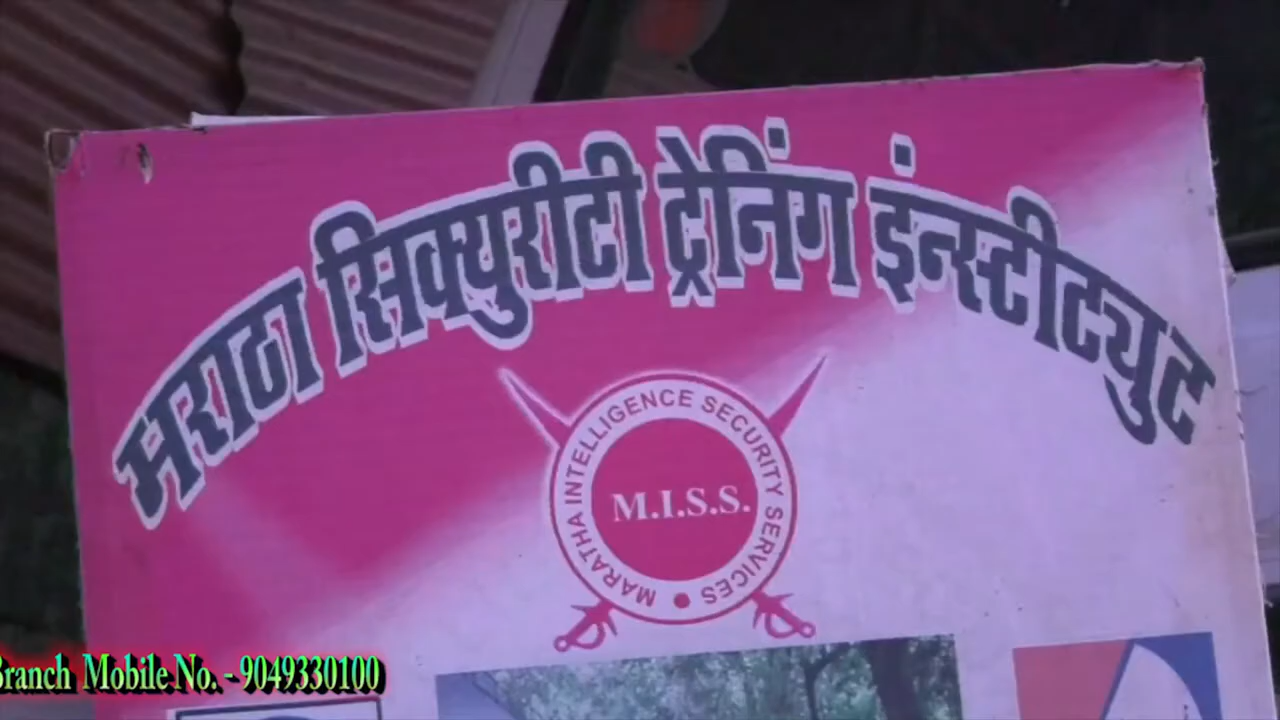 मराठा सिक्युरीटी ट्रेनिंग इंन्स्टीट्युट
MARATHA INTELLIGENCE SECURITY SERVICES
M.I.S.S.
Branch Mobile No. - 9049330100